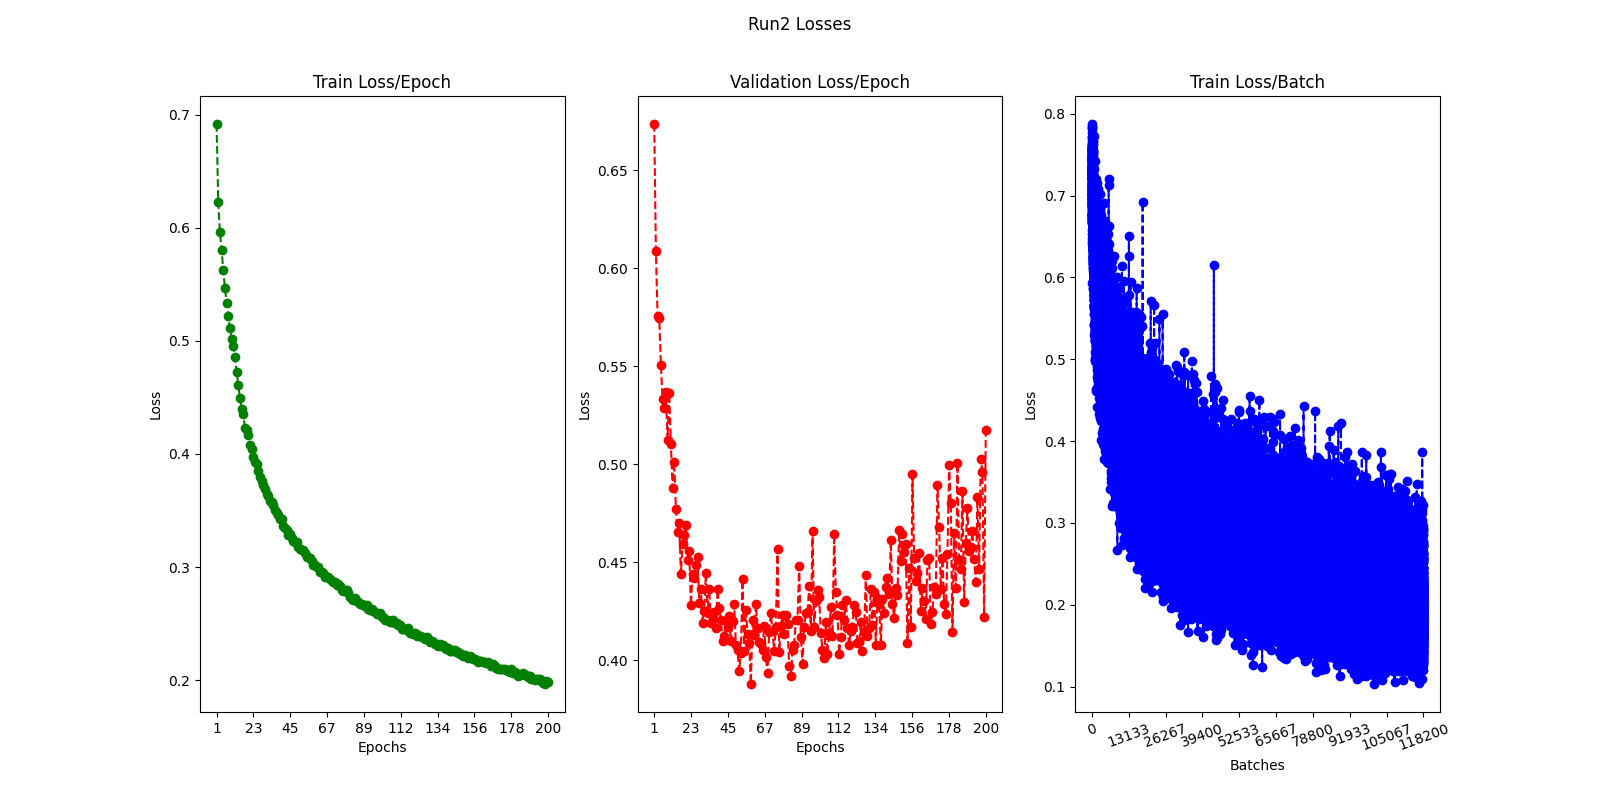 Run2 Losses
Train Loss/Epoch
Validation Loss/Epoch
Train Loss/Batch
0.7
0.6
0.5
0.4
0.3
0.2
Loss
1 23 45 67 89 112 134 156 178 200
Epochs
0.65
0.60
0.55
0.50
0.45
0.40
Loss
1 23 45 67 89 112 134 156 178 200
Epochs
0.8
0.7
0.6
0.5
0.4
0.3
0.2
0.1
Loss
0 13133 26267 39400 52533 65667 78800 91933 105067 118200
Batches